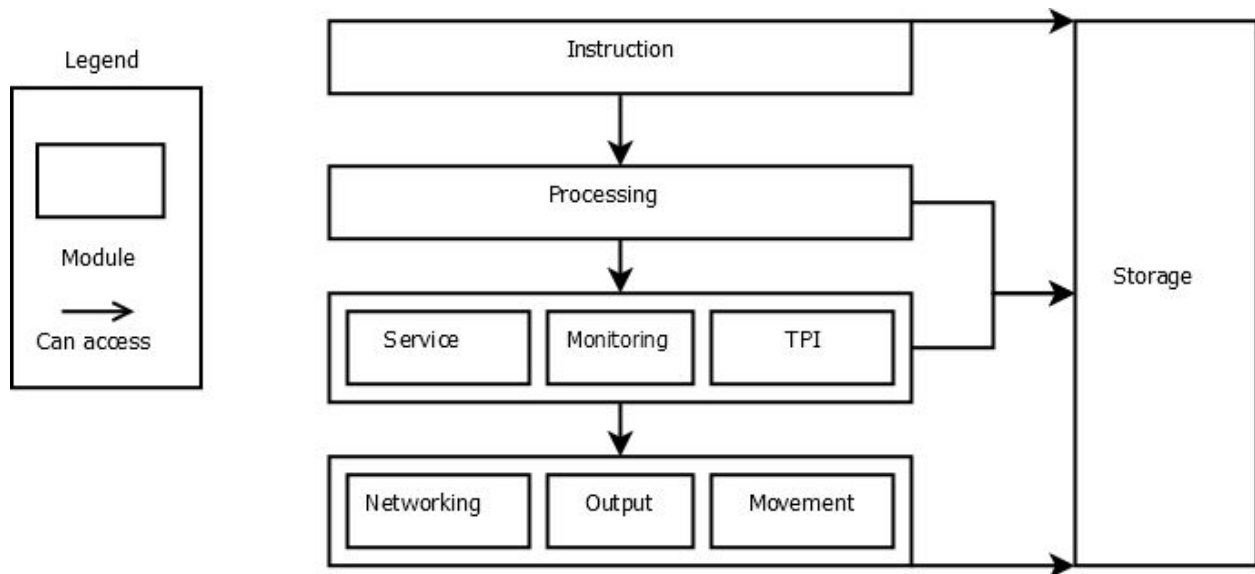 Legend
Module
Can access
Instruction
Processing
Service Monitoring TPI
Networking Output Movement
Storage